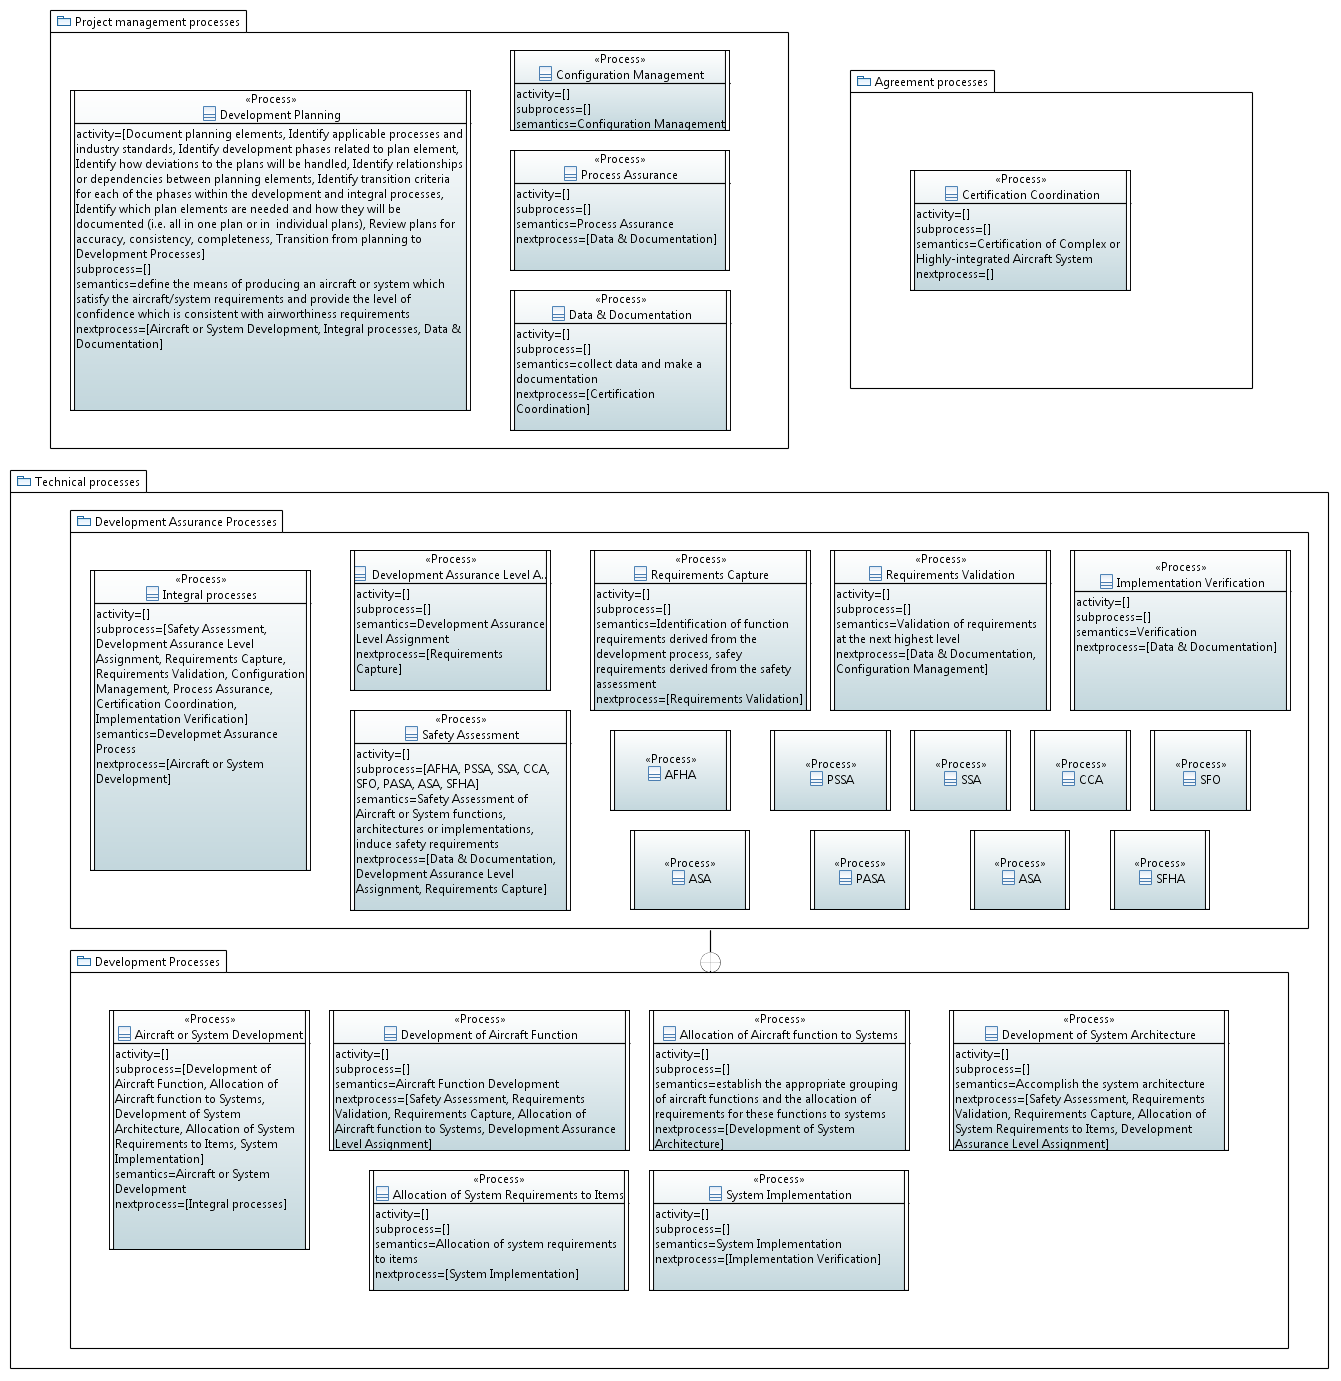 Project management processes
«Process»
Development Planning
activity=[Document planning elements, Identify applicable processes and
industry standards, Identify development phases related to plan element,
Identify how deviations to the plans will be handled, Identify relationships
or dependencies between planning elements, Identify transition criteria
for each of the phases within the development and integral processes,
Identify which plan elements are needed and how they will be
documented (i.e. all in one plan or in  individual plans), Review plans for
accuracy, consistency, completeness, Transition from planning to
Development Processes]
subprocess=[]
semantics=define the means of producing an aircraft or system which
satisfy the aircraft/system requirements and provide the level of
confidence which is consistent with airworthiness requirements
nextprocess=[Aircraft or System Development, Integral processes, Data &
Documentation]
«Process»
Configuration Management
activity=[]
subprocess=[]
semantics=Configuration Management
«Process»
Process Assurance
activity=[]
subprocess=[]
semantics=Process Assurance
nextprocess=[Data & Documentation]
«Process»
Data & Documentation
activity=[]
subprocess=[]
semantics=collect data and make a
documentation
nextprocess=[Certification
Coordination]
Agreement processes
«Process»
Certification Coordination
activity=[]
subprocess=[]
semantics=Certification of Complex or
Highly-integrated Aircraft System
nextprocess=[]
Technical processes
Development Assurance Processes
«Process»
Integral processes
activity=[]
subprocess=[Safety Assessment,
Development Assurance Level
Assignment, Requirements Capture,
Requirements Validation, Configuration
Management, Process Assurance,
Certification Coordination,
Implementation Verification]
semantics=Developmet Assurance
Process
nextprocess=[Aircraft or System
Development]
«Process»
Development Assurance Level A..
activity=[]
subprocess=[]
semantics=Development Assurance
Level Assignment
nextprocess=[Requirements
Capture]
«Process»
Requirements Capture
activity=[]
subprocess=[]
semantics=Identification of function
requirements derived from the
development process, safey
requirements derived from the safety
assessment
nextprocess=[Requirements Validation]
«Process»
Requirements Validation
activity=[]
subprocess=[]
semantics=Validation of requirements
at the next highest level
nextprocess=[Data & Documentation,
Configuration Management]
«Process»
Implementation Verification
activity=[]
subprocess=[]
semantics=Verification
nextprocess=[Data & Documentation]
«Process»
Safety Assessment
activity=[]
subprocess=[AFHA, PSSA, SSA, CCA,
SFO, PASA, ASA, SFHA]
semantics=Safety Assessment of
Aircraft or System functions,
architectures or implementations,
induce safety requirements
nextprocess=[Data & Documentation,
Development Assurance Level
Assignment, Requirements Capture]
«Process»
AFHA
«Process»
PSSA
«Process»
SSA
«Process»
CCA
«Process»
SFO
«Process»
ASA
«Process»
PASA
«Process»
ASA
«Process»
SFHA
Development Processes
«Process»
Aircraft or System Development
activity=[]
subprocess=[Development of
Aircraft Function, Allocation of
Aircraft function to Systems,
Development of System
Architecture, Allocation of System
Requirements to Items, System
Implementation]
semantics=Aircraft or System
Development
nextprocess=[Integral processes]
«Process»
Development of Aircraft Function
activity=[]
subprocess=[]
semantics=Aircraft Function Development
nextprocess=[Safety Assessment, Requirements
Validation, Requirements Capture, Allocation of
Aircraft function to Systems, Development Assurance
Level Assignment]
«Process»
Allocation of Aircraft function to Systems
activity=[]
subprocess=[]
semantics=establish the appropriate grouping
of aircraft functions and the allocation of
requirements for these functions to systems
nextprocess=[Development of System
Architecture]
«Process»
Development of System Architecture
activity=[]
subprocess=[]
semantics=Accomplish the system architecture
nextprocess=[Safety Assessment, Requirements
Validation, Requirements Capture, Allocation of
System Requirements to Items, Development
Assurance Level Assignment]
«Process»
Allocation of System Requirements to Items
activity=[]
subprocess=[]
semantics=Allocation of system requirements
to items
nextprocess=[System Implementation]
«Process»
System Implementation
activity=[]
subprocess=[]
semantics=System Implementation
nextprocess=[Implementation Verification]